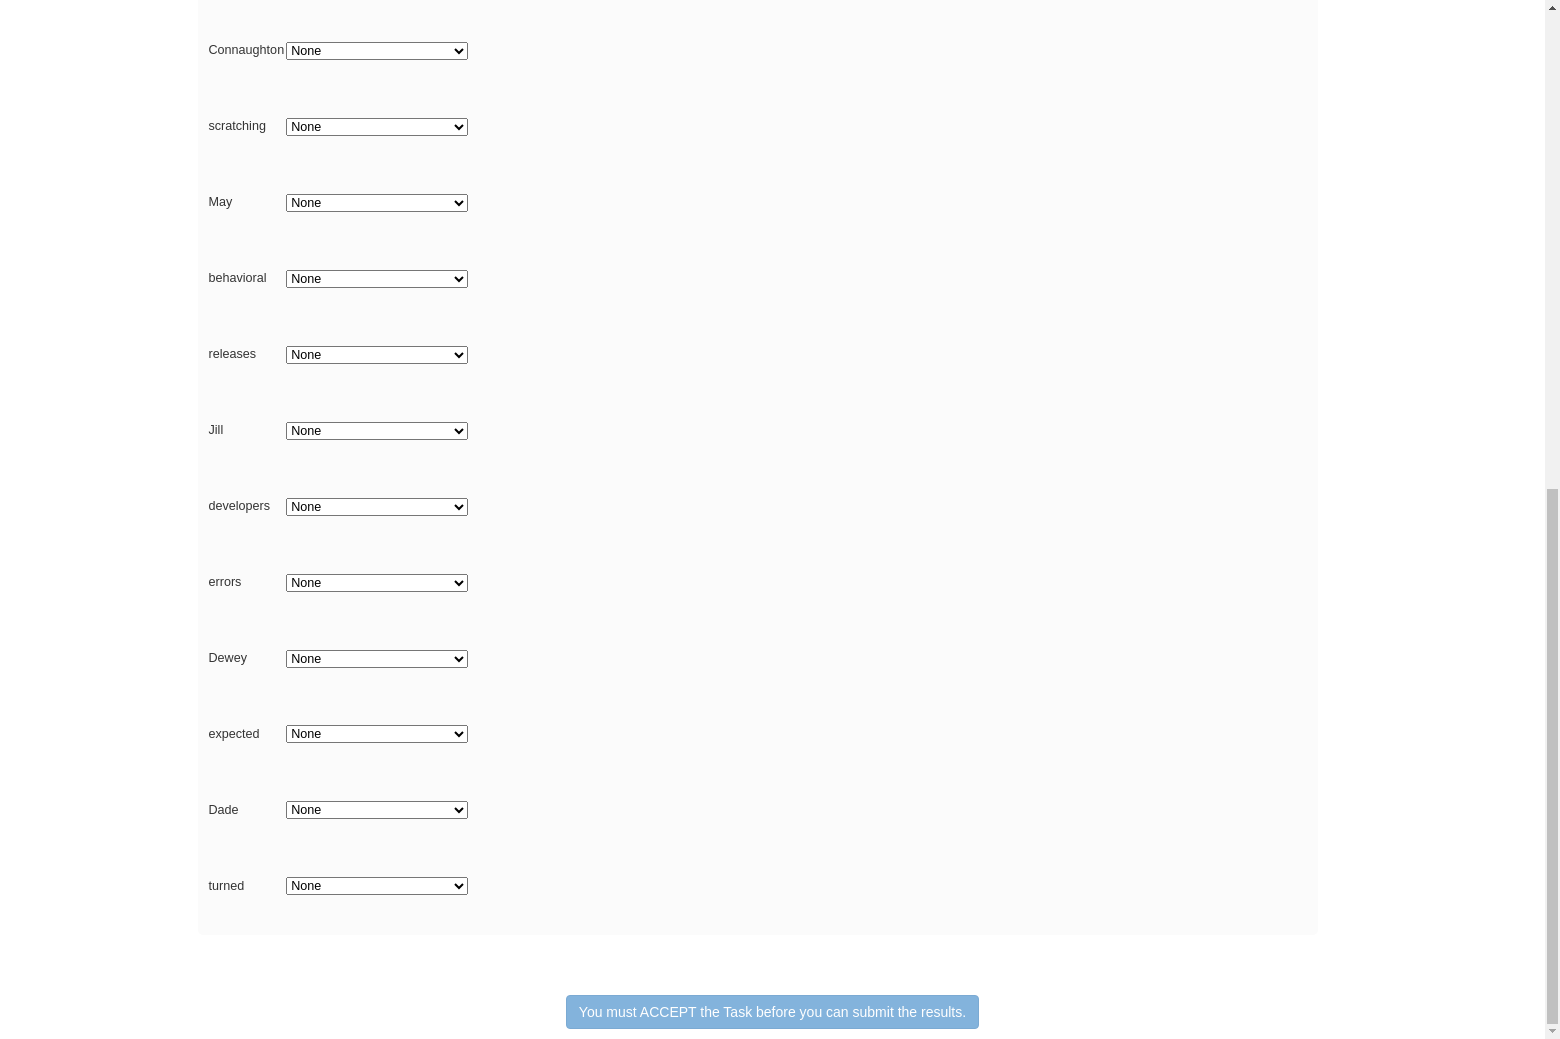 Connaughton None
scratching None
May None
behavioral None
releases None
Jill None
developers None
errors None
Dewey None
expected None
Dade None
turned None
You must ACCEPT the Task before you can submit the results.